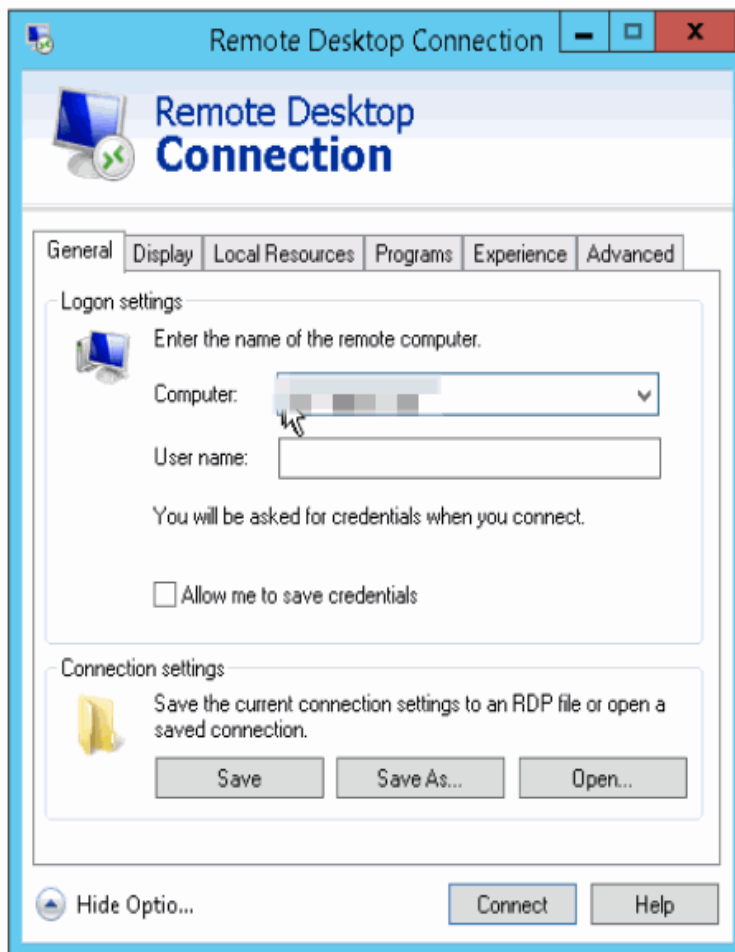 Remote Desktop Connection
Remote Desktop
Connection
General Display Local Resources Programs Experience Advanced
Logon settings
Enter the name of the remote computer.
Computer:
User name:
You will be asked for credentials when you connect.
Allow me to save credentials
Connection settings
Save the current connection settings to an RDP file or open a
saved connection.
Save Save As... Open...
Hide Optio... Connect Help